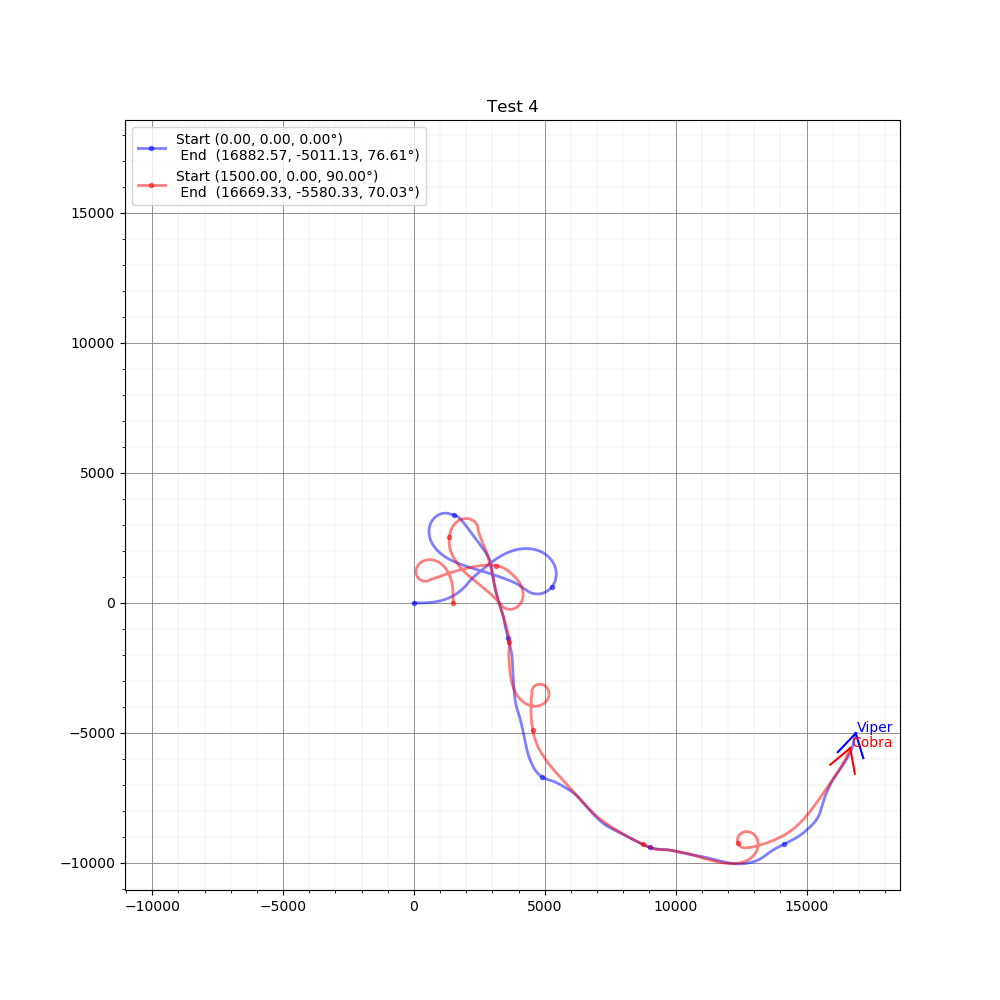 Test 4
Start (0.00, 0.00, 0.00°)
End  (16882.57, -5011.13, 76.61°)
Start (1500.00, 0.00, 90.00°)
End  (16669.33, -5580.33, 70.03°)
15000
10000
5000
0
−5000
−10000
Viper
Cobra
−10000
−5000
0
5000
10000
15000